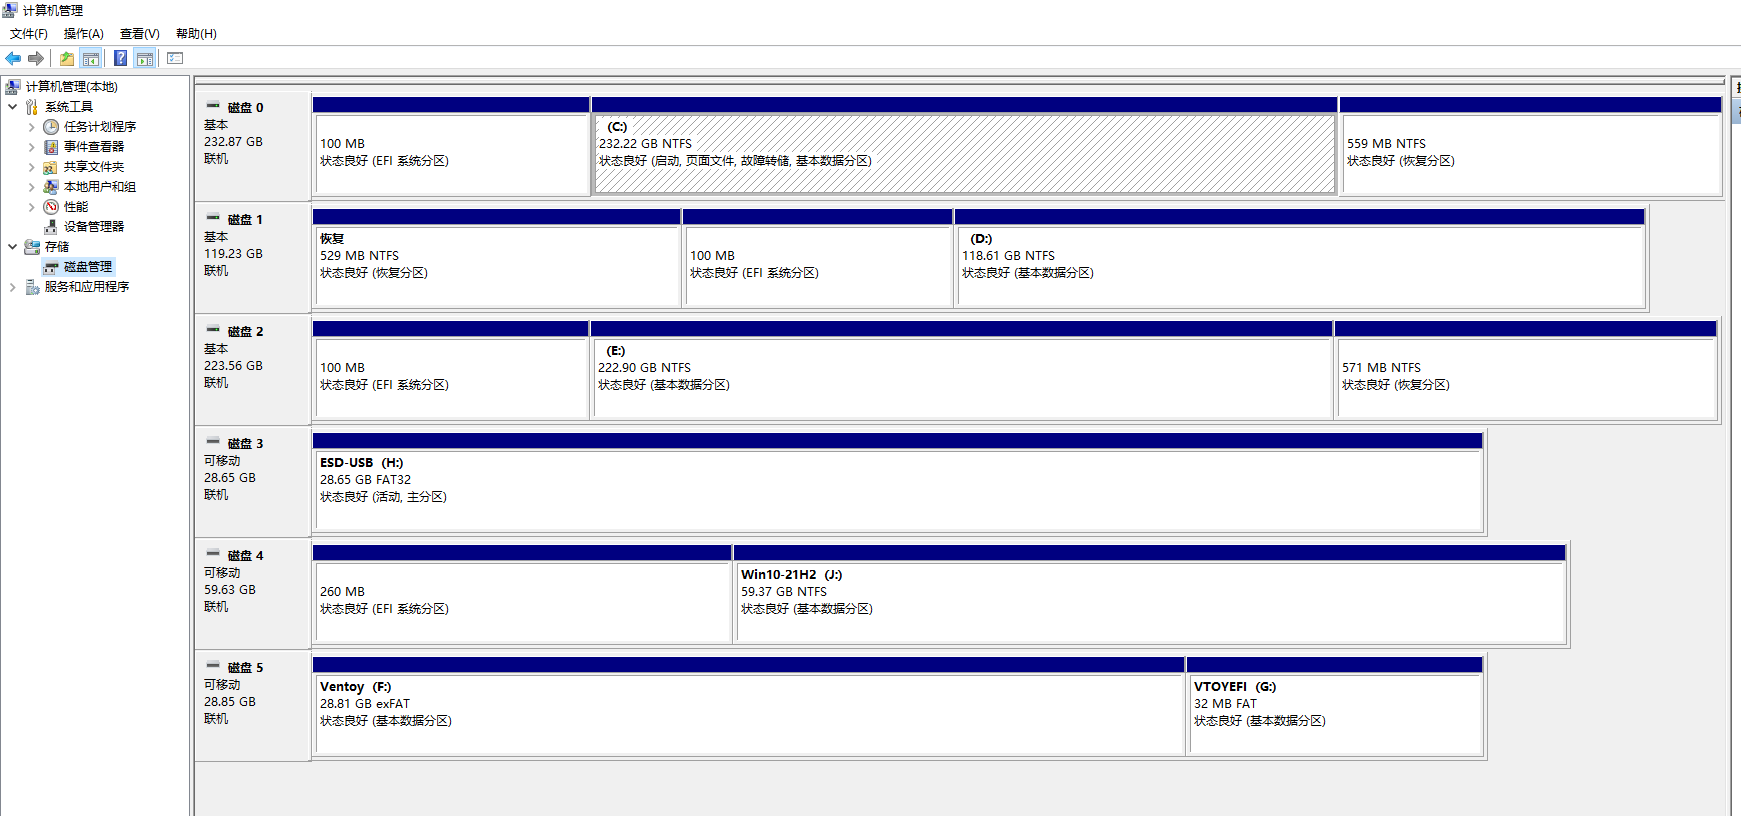 计算机管理
文件(F) 操作(A) 查看(V) 帮助(H)
计算机管理(本地)
系统工具
任务计划程序
事件查看器
共享文件夹
本地用户和组
性能
设备管理器
存储
磁盘管理
服务和应用程序
磁盘 0
基本
232.87 GB
联机
100 MB
状态良好 (EFI 系统分区)
(C:)
232.22 GB NTFS
状态良好 (启动, 页面文件, 故障转储, 基本数据分区)
559 MB NTFS
状态良好 (恢复分区)
磁盘 1
基本
119.23 GB
联机
恢复
529 MB NTFS
状态良好 (恢复分区)
100 MB
状态良好 (EFI 系统分区)
(D:)
118.61 GB NTFS
状态良好 (基本数据分区)
磁盘 2
基本
223.56 GB
联机
100 MB
状态良好 (EFI 系统分区)
(E:)
222.90 GB NTFS
状态良好 (基本数据分区)
571 MB NTFS
状态良好 (恢复分区)
磁盘 3
可移动
28.65 GB
联机
ESD-USB (H:)
28.65 GB FAT32
状态良好 (活动, 主分区)
磁盘 4
可移动
59.63 GB
联机
260 MB
状态良好 (EFI 系统分区)
Win10-21H2 (J:)
59.37 GB NTFS
状态良好 (基本数据分区)
磁盘 5
可移动
28.85 GB
联机
Ventoy (F:)
28.81 GB exFAT
状态良好 (基本数据分区)
VTOYEFI (G:)
32 MB FAT
状态良好 (基本数据分区)